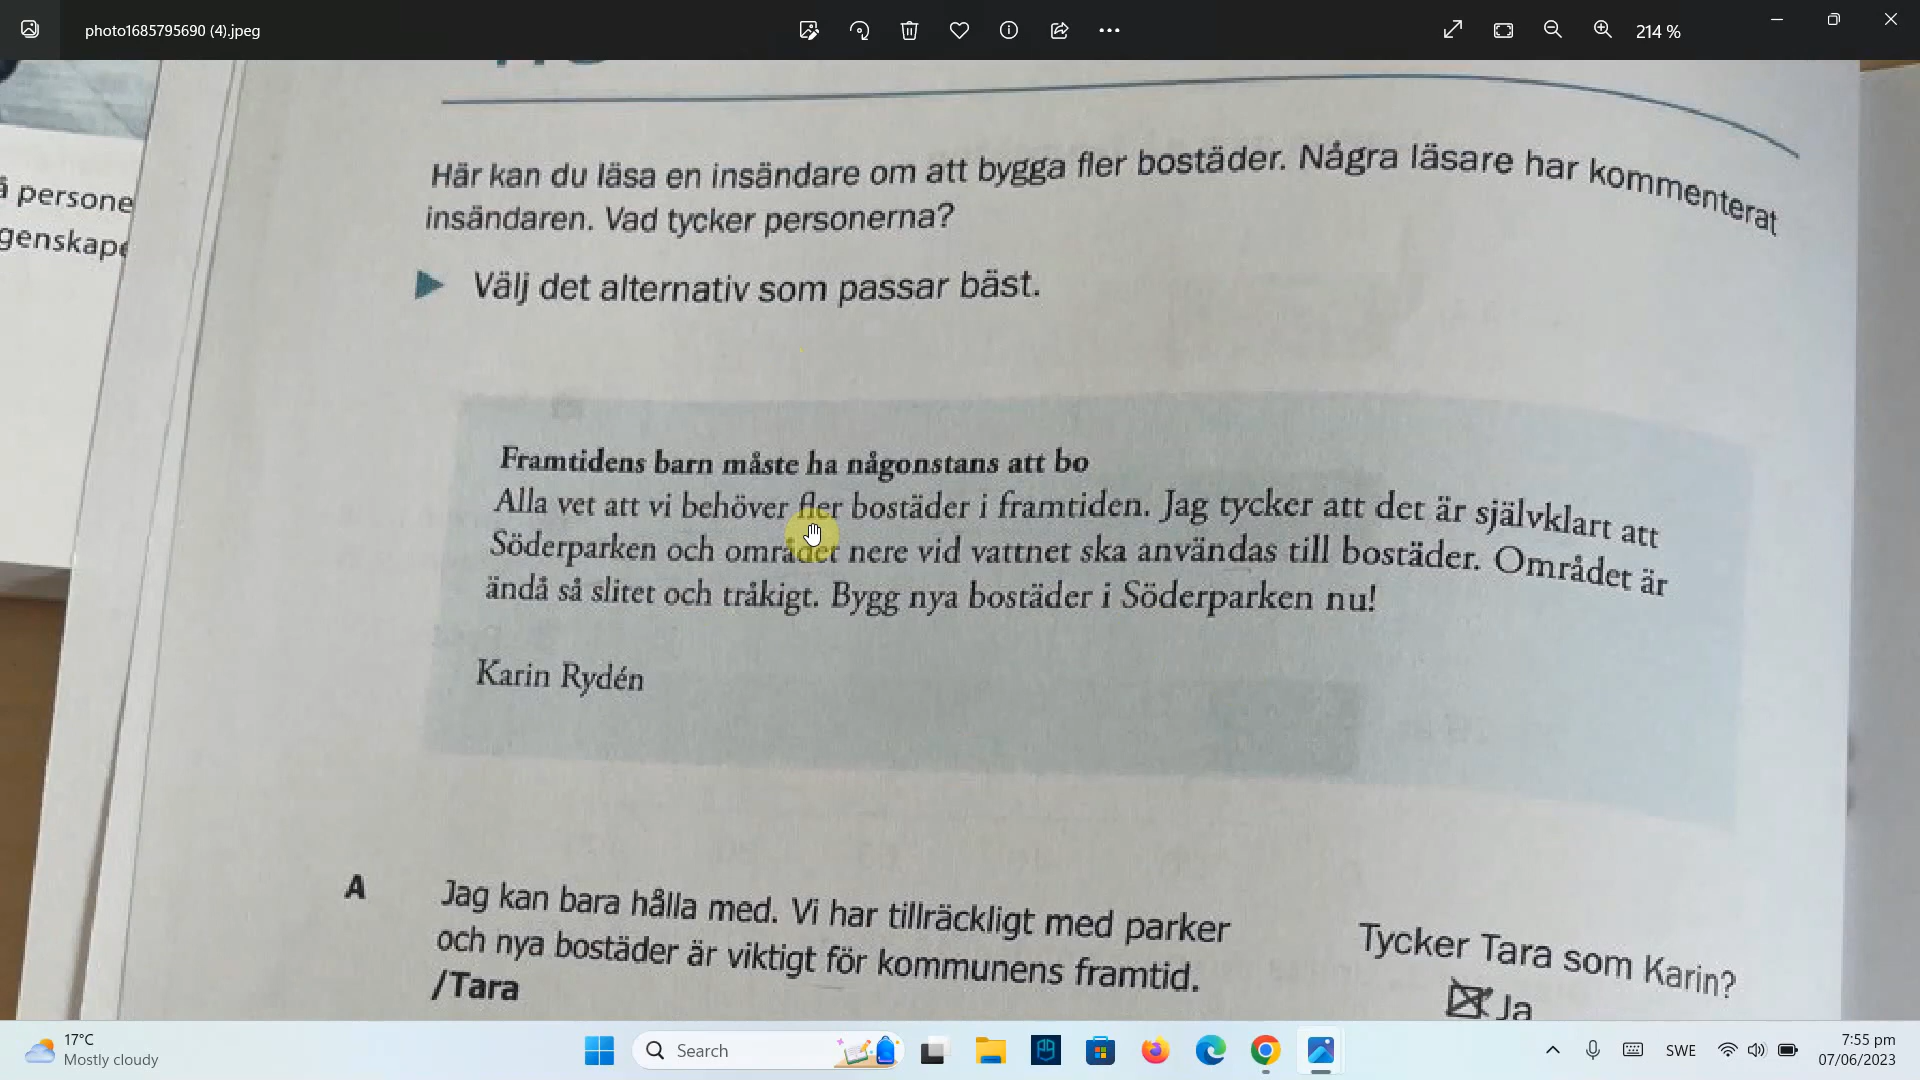 photo1685795690 (4).jpeg
214 %
å persone
genskape
Här kan du läsa en insändare om att bygga fler bostäder. Några läsare har kommenterat
insändaren. Vad tycker personerna?
Välj det alternativ som passar bäst.
Framtidens barn måste ha någonstans att bo
Alla vet att vi behöver fler bostäder i framtiden. Jag tycker att det är självklart att
Söderparken och området nere vid vattnet ska användas till bostäder. Området är
ändå så slitet och tråkigt. Bygg nya bostäder i Söderparken nu!
Karin Rydén
A
Jag kan bara hålla med. Vi har tillräckligt med parker
och nya bostäder är viktigt för kommunens framtid.
/Tara
Tycker Tara som Karin?
Ja
17°C
Mostly cloudy
Search
SWE
7:55 pm
07/06/2023